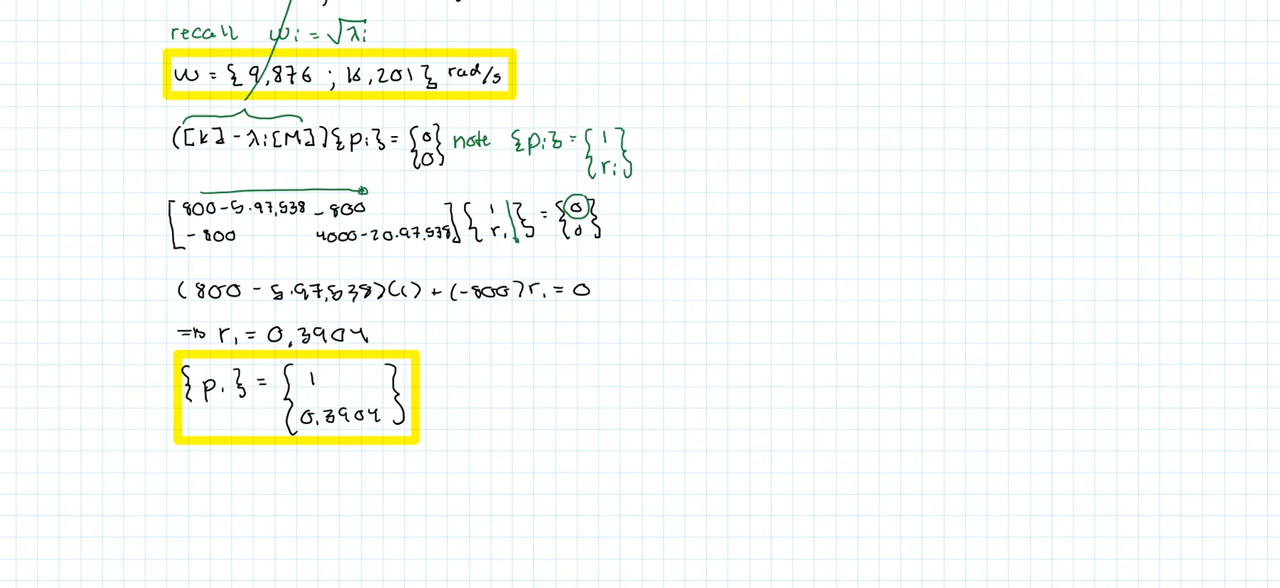 recall ωi = √λi
ω = {9,876 ; 16,201} rad/s
([k] - λi[M]){pi} = {0 0} note {pi} = {1 ri}
[800-5·97,538 -800
-800 4000-20·97,538] {1 r1} = {0 0}
(800 - 5·97,538)(1) + (-800)r1 = 0
=> r1 = 0,3904
{p1} = {1
0,3904}